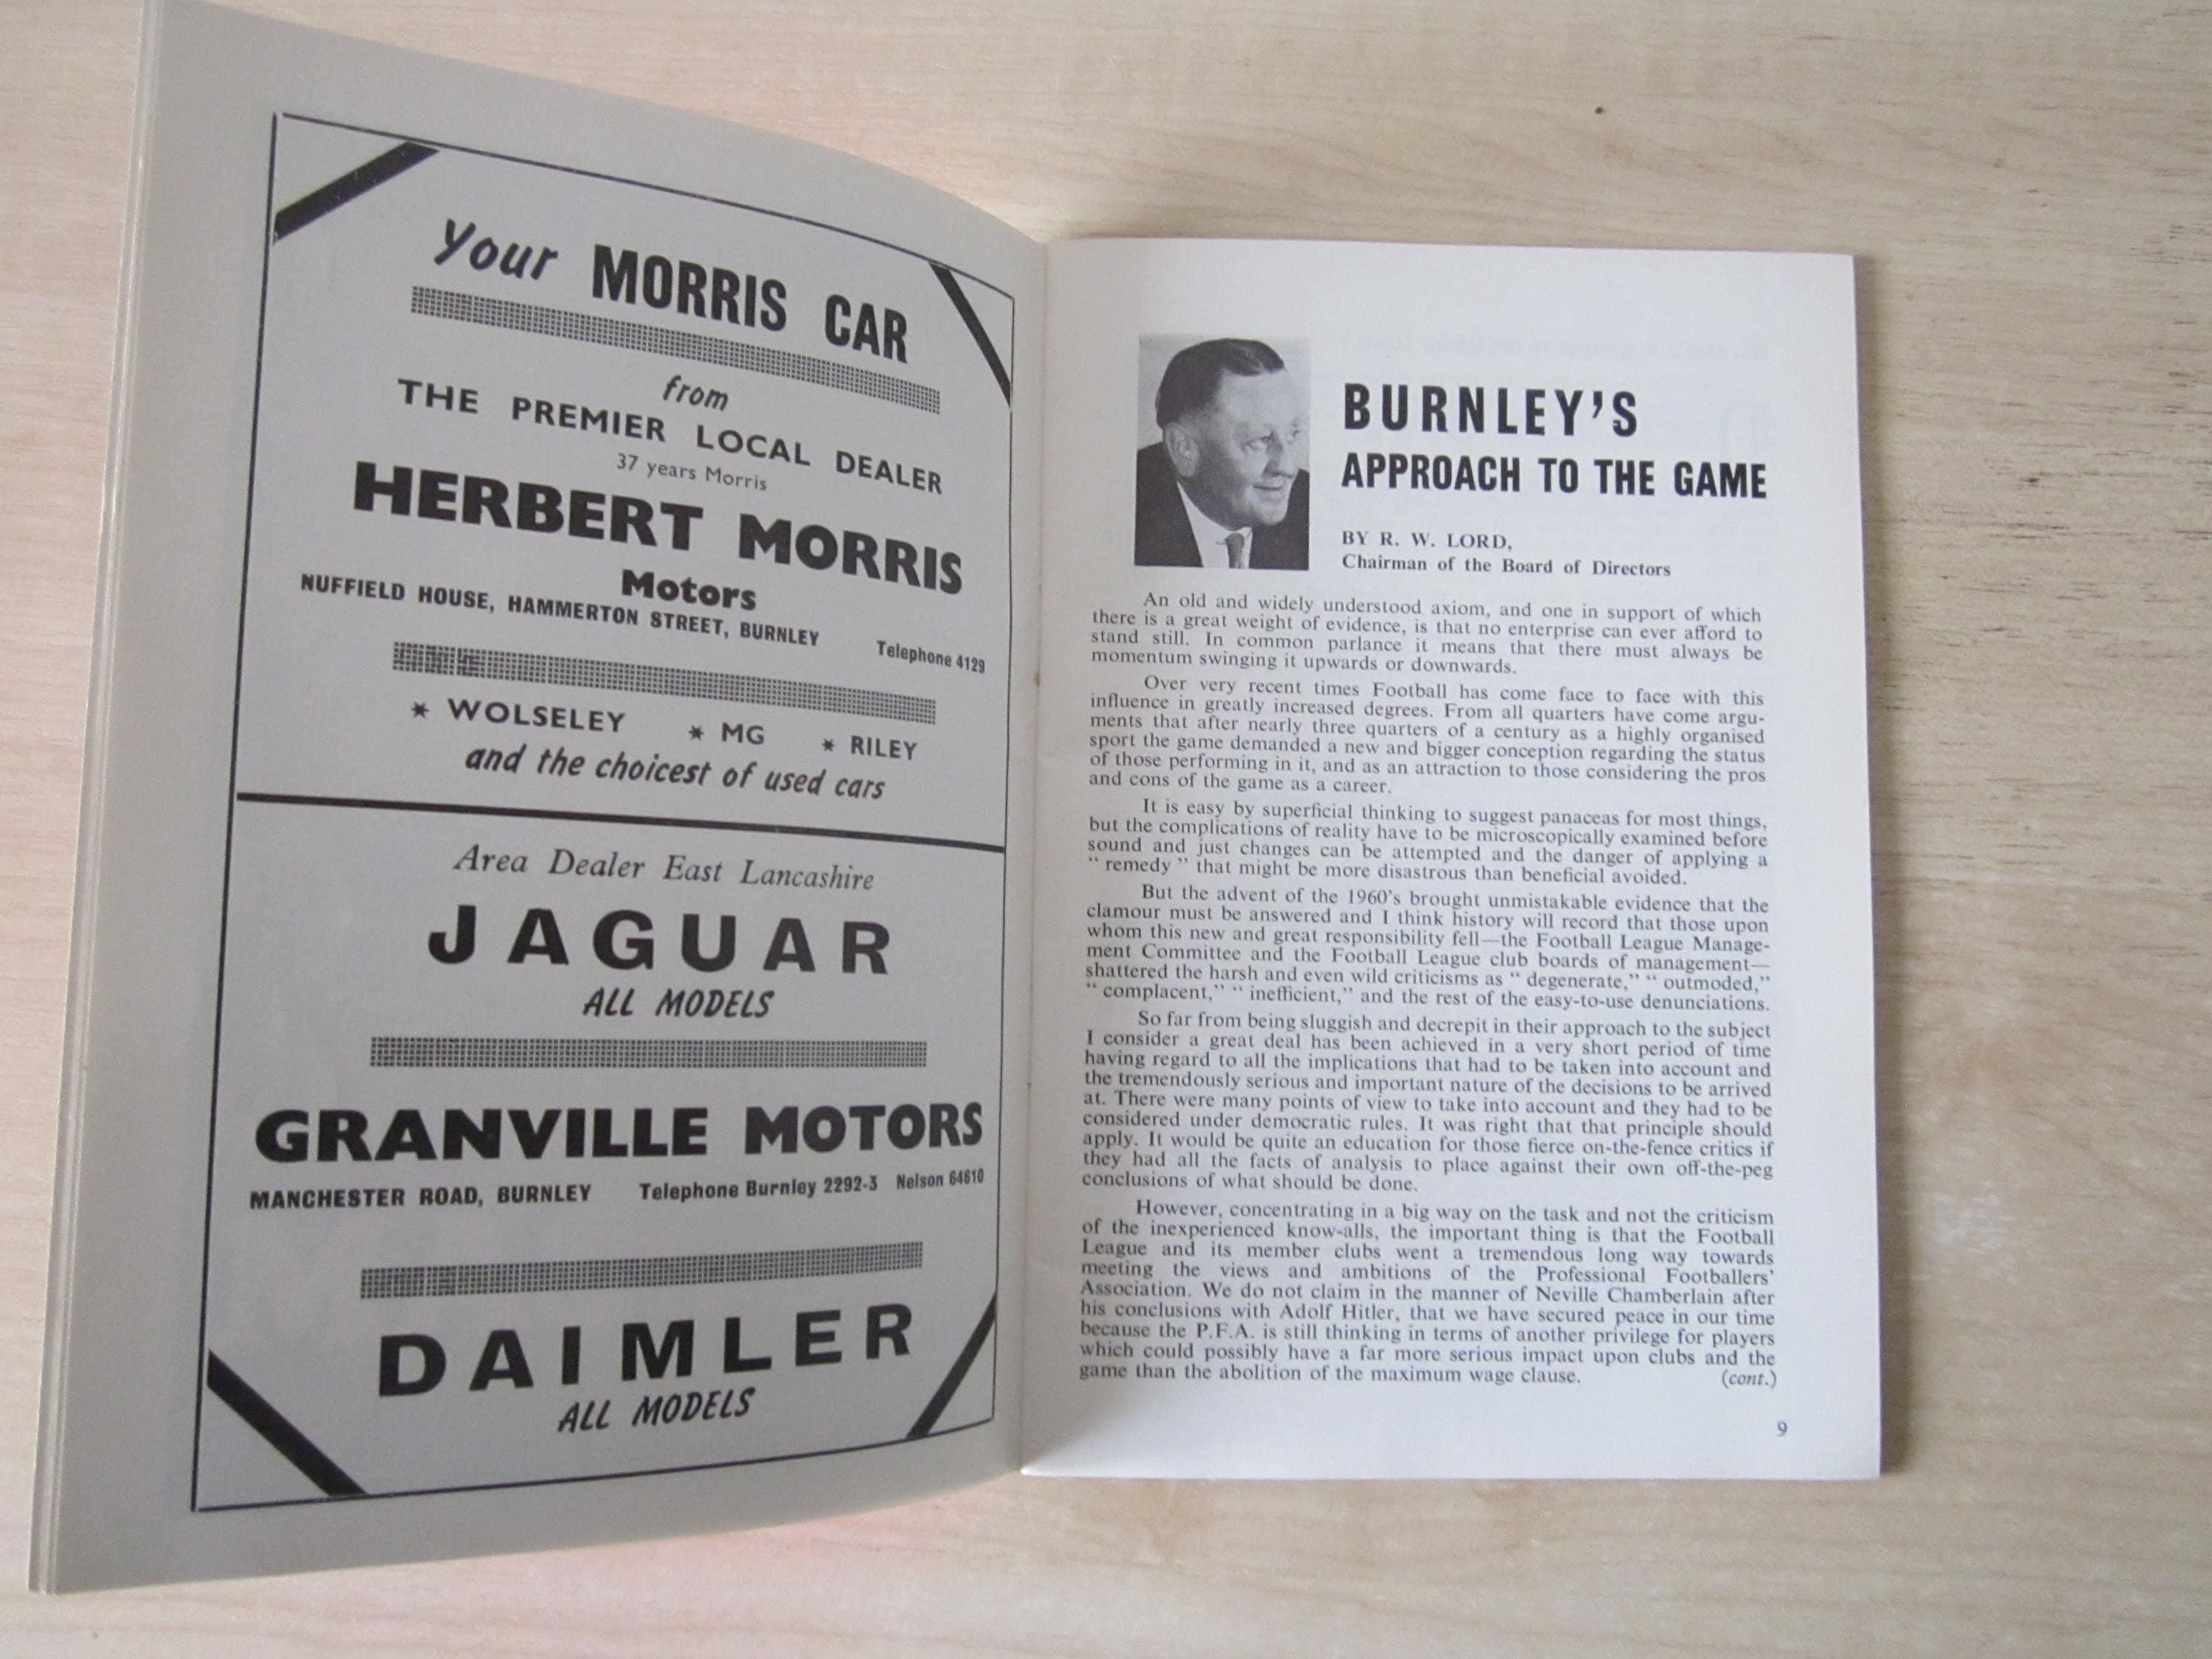 your MORRIS CAR
from
THE PREMIER LOCAL DEALER
37 years Morris
HERBERT MORRIS
Motors
NUFFIELD HOUSE, HAMMERTON STREET, BURNLEY Telephone 4129
* WOLSELEY * MG * RILEY
and the choicest of used cars
Area Dealer East Lancashire
JAGUAR
ALL MODELS
GRANVILLE MOTORS
MANCHESTER ROAD, BURNLEY Telephone Burnley 2292-3 Nelson 64610
DAIMLER
ALL MODELS
BURNLEY'S
APPROACH TO THE GAME
BY R. W. LORD,
Chairman of the Board of Directors
An old and widely understood axiom, and one in support of which
there is a great weight of evidence, is that no enterprise can ever afford to
stand still. In common parlance it means that there must always be
momentum swinging it upwards or downwards.
Over very recent times Football has come face to face with this
influence in greatly increased degrees. From all quarters have come argu-
ments that after nearly three quarters of a century as a highly organised
sport the game demanded a new and bigger conception regarding the status
of those performing in it, and as an attraction to those considering the pros
and cons of the game as a career.
It is easy by superficial thinking to suggest panaceas for most things,
but the complications of reality have to be microscopically examined before
sound and just changes can be attempted and the danger of applying a
“ remedy ” that might be more disastrous than beneficial avoided.
But the advent of the 1960's brought unmistakable evidence that the
clamour must be answered and I think history will record that those upon
whom this new and great responsibility fell—the Football League Manage-
ment Committee and the Football League club boards of management—
shattered the harsh and even wild criticisms as “ degenerate,” “ outmoded,”
“ complacent,” “ inefficient,” and the rest of the easy-to-use denunciations.
So far from being sluggish and decrepit in their approach to the subject
I consider a great deal has been achieved in a very short period of time
having regard to all the implications that had to be taken into account and
the tremendously serious and important nature of the decisions to be arrived
at. There were many points of view to take into account and they had to be
considered under democratic rules. It was right that that principle should
apply. It would be quite an education for those fierce on-the-fence critics if
they had all the facts of analysis to place against their own off-the-peg
conclusions of what should be done.
However, concentrating in a big way on the task and not the criticism
of the inexperienced know-alls, the important thing is that the Football
League and its member clubs went a tremendous long way towards
meeting the views and ambitions of the Professional Footballers'
Association. We do not claim in the manner of Neville Chamberlain after
his conclusions with Adolf Hitler, that we have secured peace in our time
because the P.F.A. is still thinking in terms of another privilege for players
which could possibly have a far more serious impact upon clubs and the
game than the abolition of the maximum wage clause. (cont.)
9